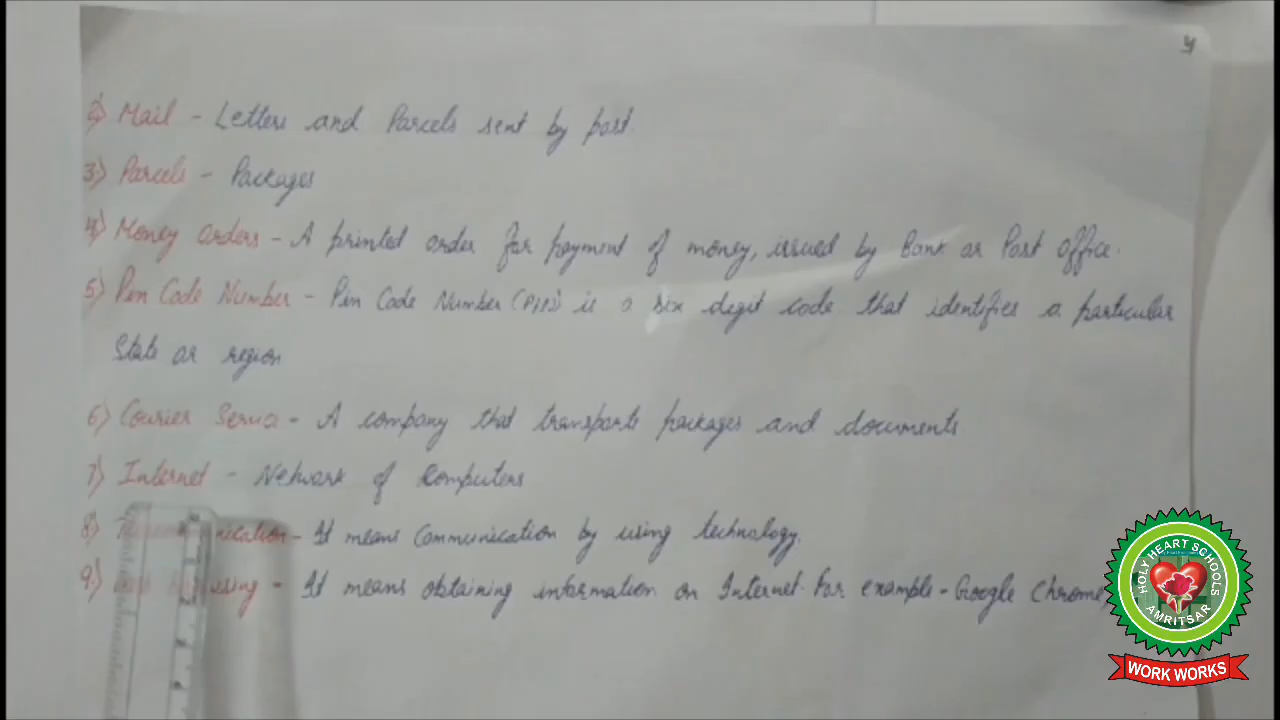 4
2) Mail - Letters and Parcels sent by post.
3) Parcels - Packages
4) Money orders - A printed order for payment of money, issued by Bank or Post Office.
5) Pin Code Number - Pin Code Number (PIN) is a six digit code that identifies a particular
State or region
6) Courier - A company that transports packages and documents
7) Internet - Network of Computers
8) nication - It means Communication by using technology.
9) - It means obtaining information on Internet. For example - Google Chrome,
HOLY HEART SCHOOLS
AMRITSAR
WORK WORKS